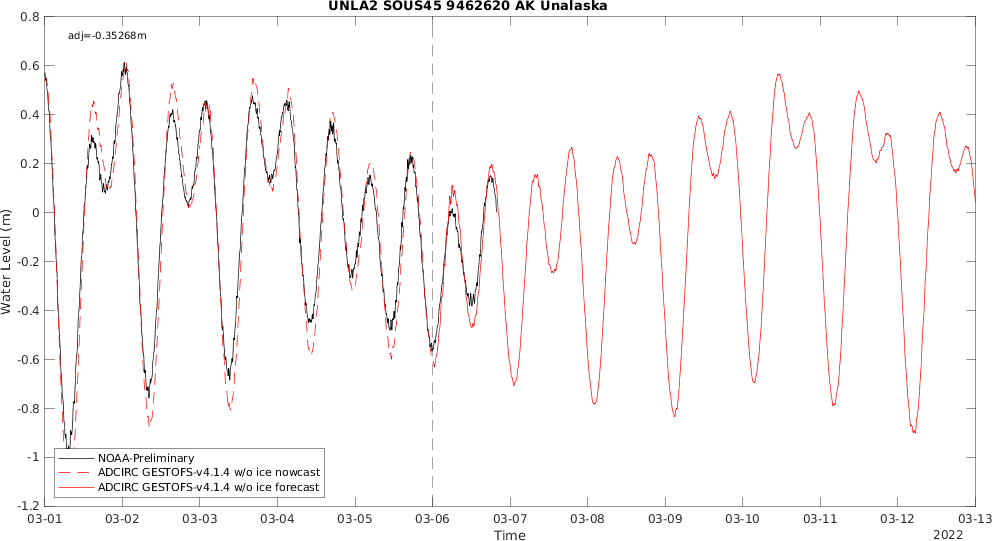 UNLA2 SOUS45 9462620 AK Unalaska
adj=-0.35268m
0.8
0.6
0.4
0.2
0
-0.2
-0.4
-0.6
-0.8
-1
-1.2
Water Level (m)
NOAA-Preliminary
ADCIRC GESTOFS-v4.1.4 w/o ice nowcast
ADCIRC GESTOFS-v4.1.4 w/o ice forecast
03-01 03-02 03-03 03-04 03-05 03-06 03-07 03-08 03-09 03-10 03-11 03-12 03-13
Time
2022